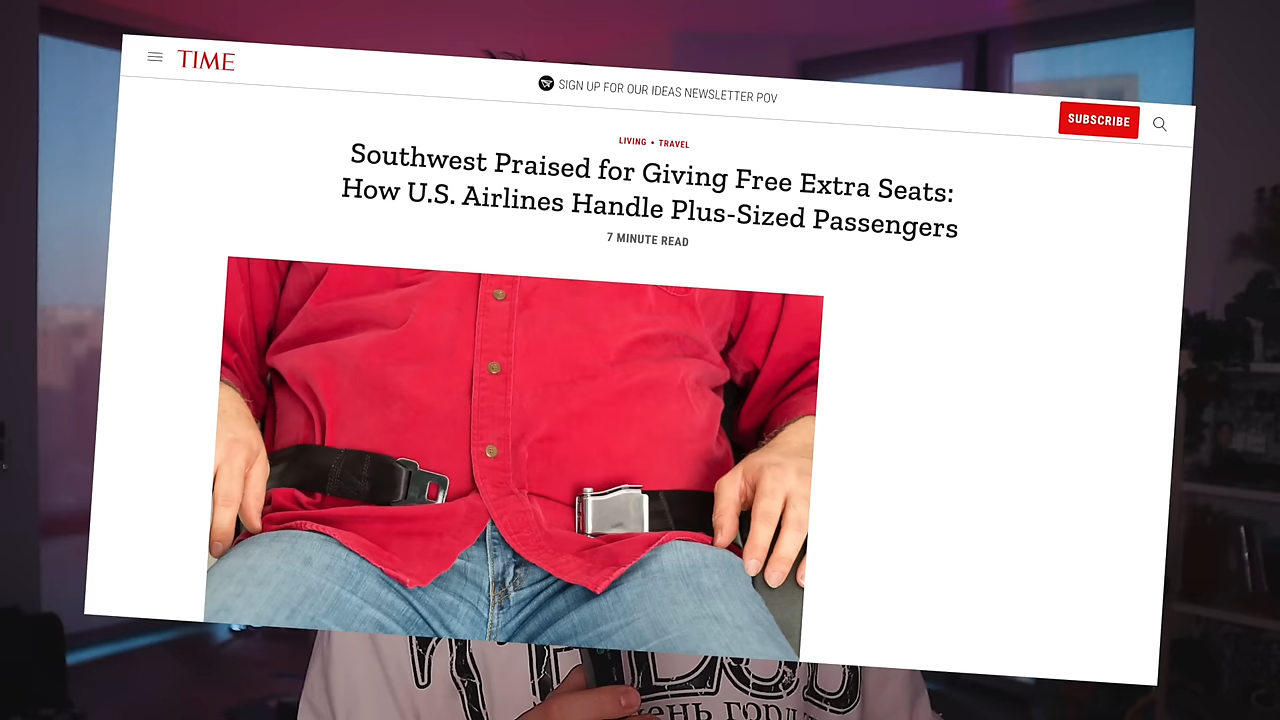 TIME
SIGN UP FOR OUR IDEAS NEWSLETTER POV
SUBSCRIBE
LIVING • TRAVEL
Southwest Praised for Giving Free Extra Seats:
How U.S. Airlines Handle Plus-Sized Passengers
7 MINUTE READ